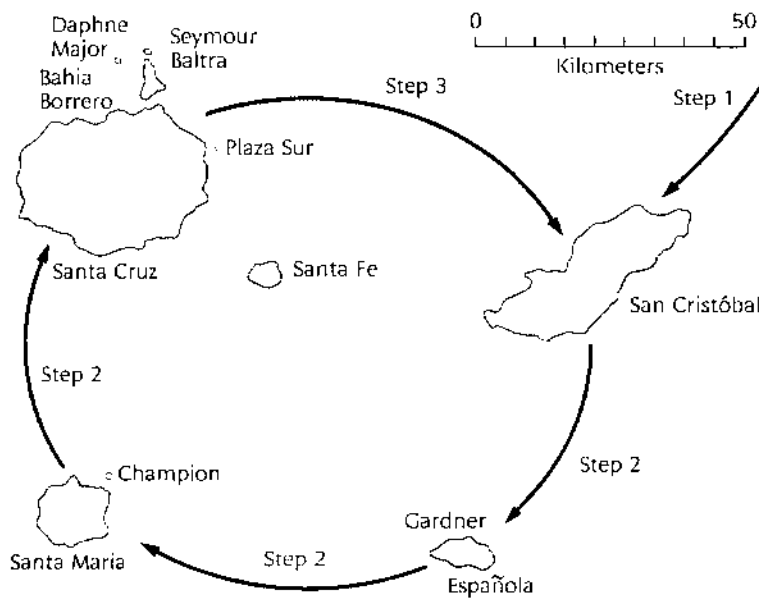 Daphne
Major
Seymour
Baltra
Bahia
Borrero
0
50
Kilometers
Step 3
Step 1
Plaza Sur
Santa Cruz
Santa Fe
San Cristóbal
Step 2
Step 2
Champion
Gardner
Santa Maria
Step 2
Española